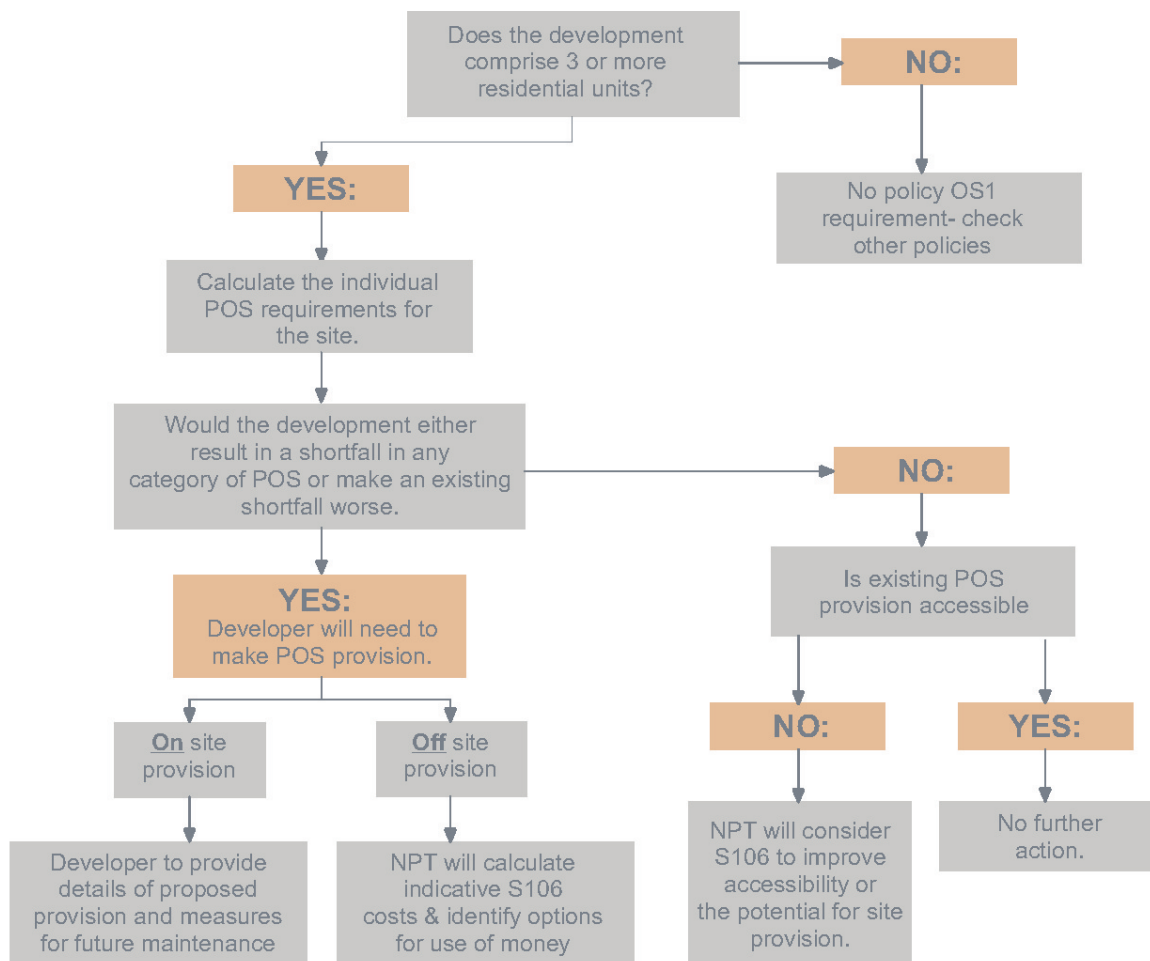 Does the development
comprise 3 or more
residential units?
NO:
YES:
No policy OS1
requirement- check
other policies
Calculate the individual
POS requirements for
the site.
Would the development either
result in a shortfall in any
category of POS or make an existing
shortfall worse.
NO:
YES:
Developer will need to
make POS provision.
Is existing POS
provision accessible
On site
provision
Off site
provision
NO:
YES:
Developer to provide
details of proposed
provision and measures
for future maintenance
NPT will calculate
indicative S106
costs & identify options
for use of money
NPT will consider
S106 to improve
accessibility or
the potential for site
provision.
No further
action.